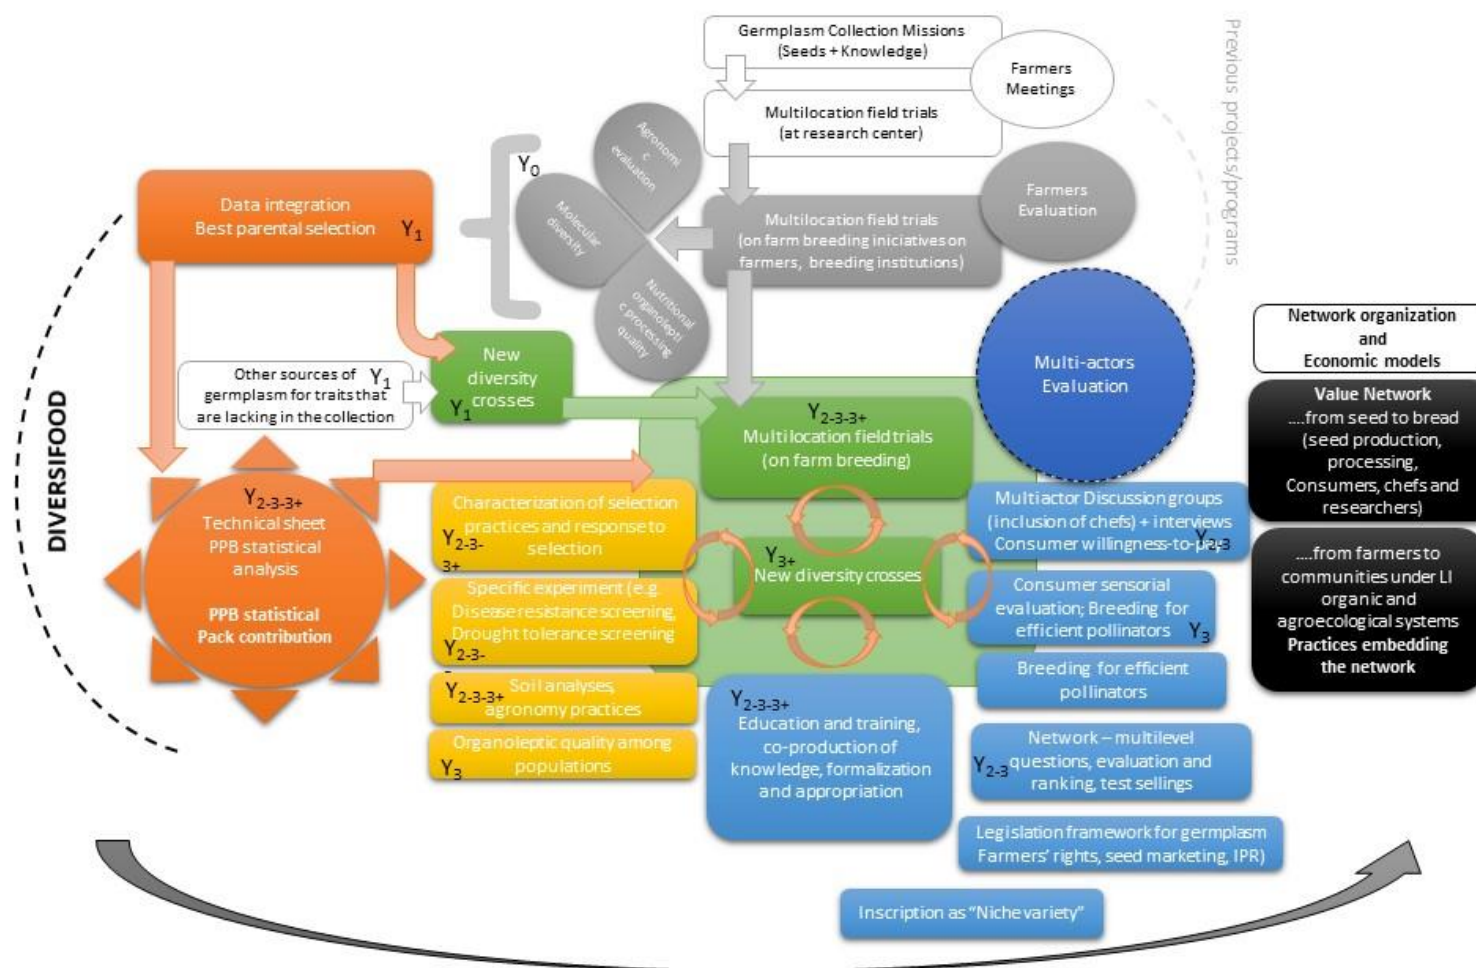 Germplasm Collection Missions
(Seeds + Knowledge)
Farmers
Meetings
Multilocation field trials
(at research center)
Previous projects/programs
Y0
Agronomi
c
evaluation
Molecular
diversity
Nutritional
organolepti
c processing
quality
Multilocation field trials
(on farm breeding iniciatives on
farmers, breeding institutions)
Farmers
Evaluation
Data integration
Best parental selection
Y1
DIVERSIFOOD
New
diversity
crosses
Y1
Other sources of
germplasm for traits that
are lacking in the collection
Y1
Multi-actors
Evaluation
Network organization
and
Economic models
Value Network
....from seed to bread
(seed production,
processing,
Consumers, chefs and
researchers)
....from farmers to
communities under LI
organic and
agroecological systems
Practices embedding
the network
Y2-3-3+
Multilocation field trials
(on farm breeding)
Y2-3-3+
Technical sheet
PPB statistical
analysis
PPB statistical
Pack contribution
Characterization of selection
practices and response to
selection
Y2-3-
3+
Specific experiment (e.g.
Disease resistance screening,
Drought tolerance screening
Y2-3-
Soil analyses,
agronomy practices
Y2-3-3+
Organoleptic quality among
populations
Y3
Y3+
New diversity crosses
Multiactor Discussion groups
(inclusion of chefs) + interviews
Consumer willingness-to-pay
Y2-3
Consumer sensorial
evaluation; Breeding for
efficient pollinators
Y3
Breeding for efficient
pollinators
Y2-3-3+
Education and training,
co-production of
knowledge, formalization
and appropriation
Network – multilevel
questions, evaluation and
ranking, test sellings
Y2-3
Legislation framework for germplasm
Farmers' rights, seed marketing, IPR)
Inscription as "Niche variety"